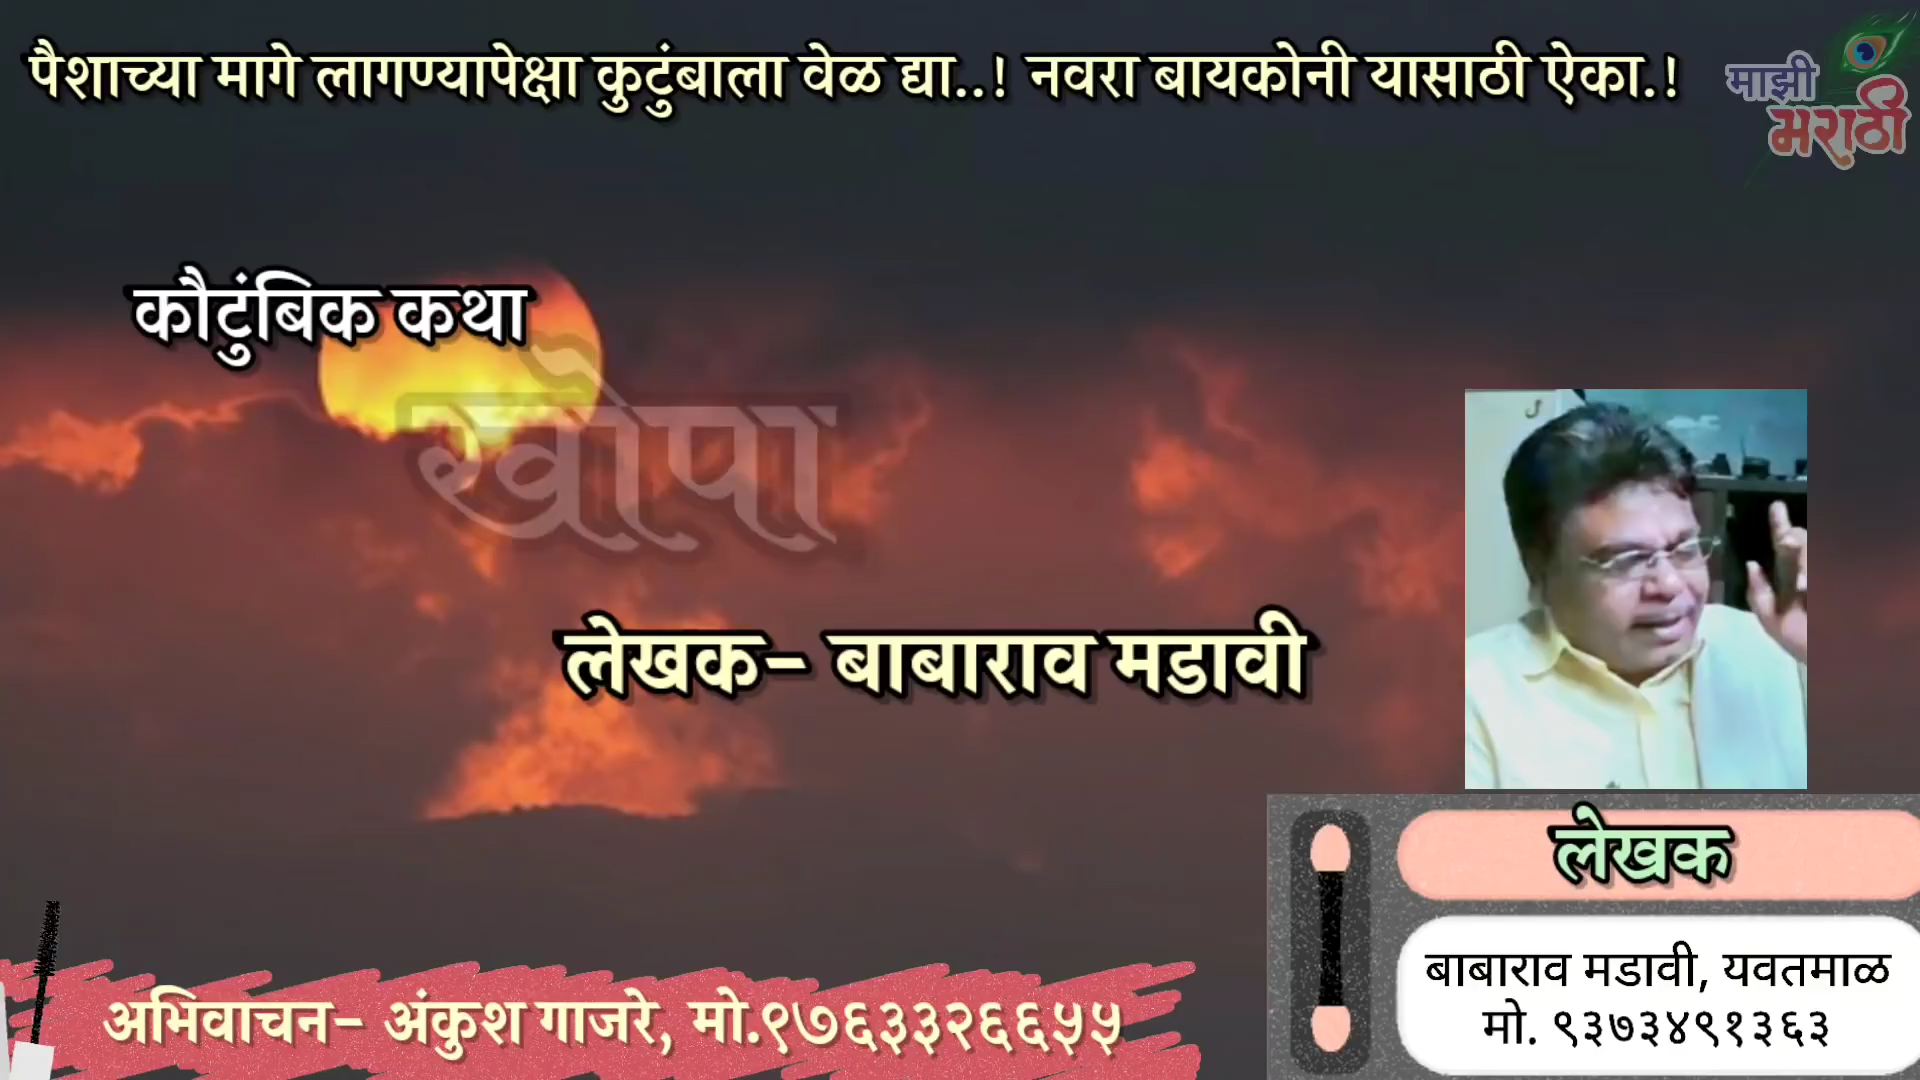 पैशाच्या मागे लागण्यापेक्षा कुटुंबाला वेळ द्या..! नवरा बायकोनी यासाठी ऐका.!
माझी
मराठी
कौटुंबिक कथा
खोपा
लेखक- बाबाराव मडावी
लेखक
बाबाराव मडावी, यवतमाळ
मो. ९३७३४९१३६३
अभिवाचन- अंकुश गाजरे, मो.९७६३३२६६५५